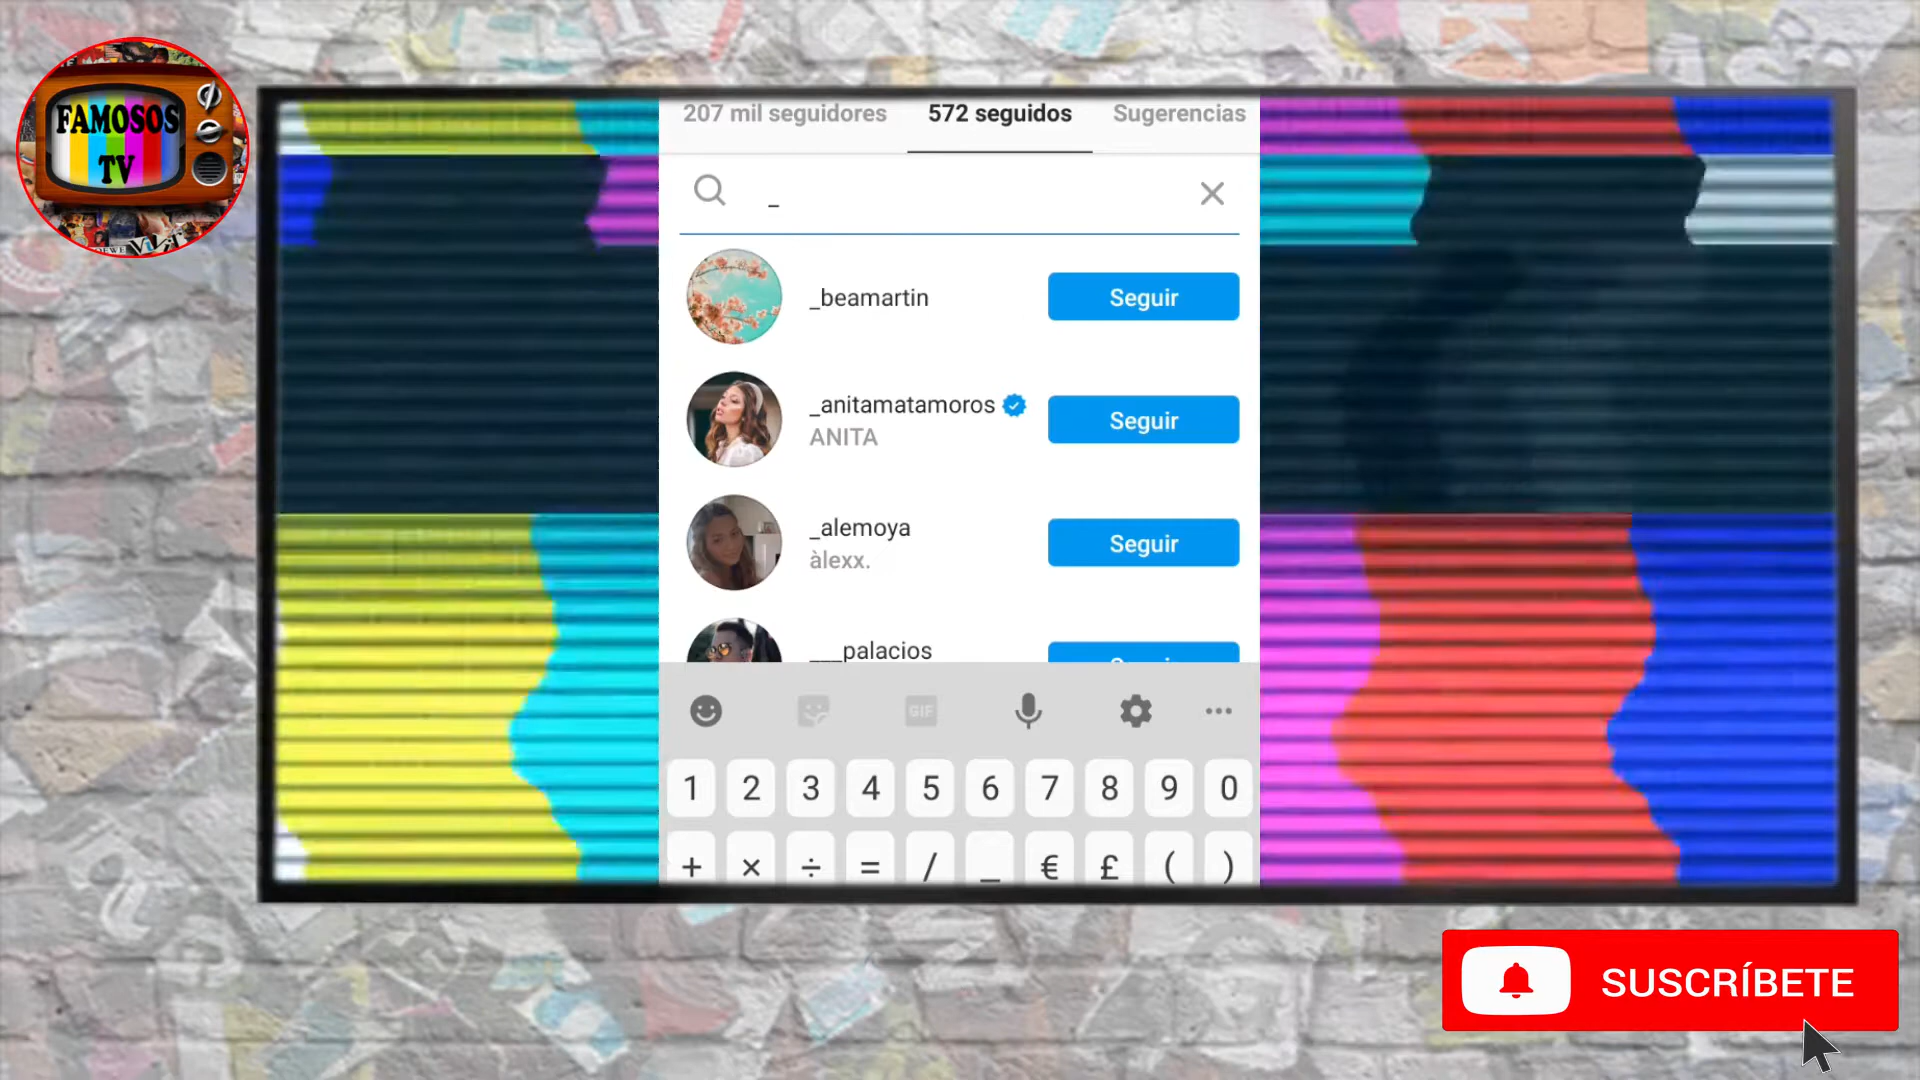 FAMOSOS
TV
207 mil seguidores 572 seguidos Sugerencias
_
_beamartin Seguir
_anitamatamoros Seguir
ANITA
_alemoya Seguir
àlexx.
___palacios
GIF
1 2 3 4 5 6 7 8 9 0
+ × ÷ = / _ € £ ( )
SUSCRÍBETE